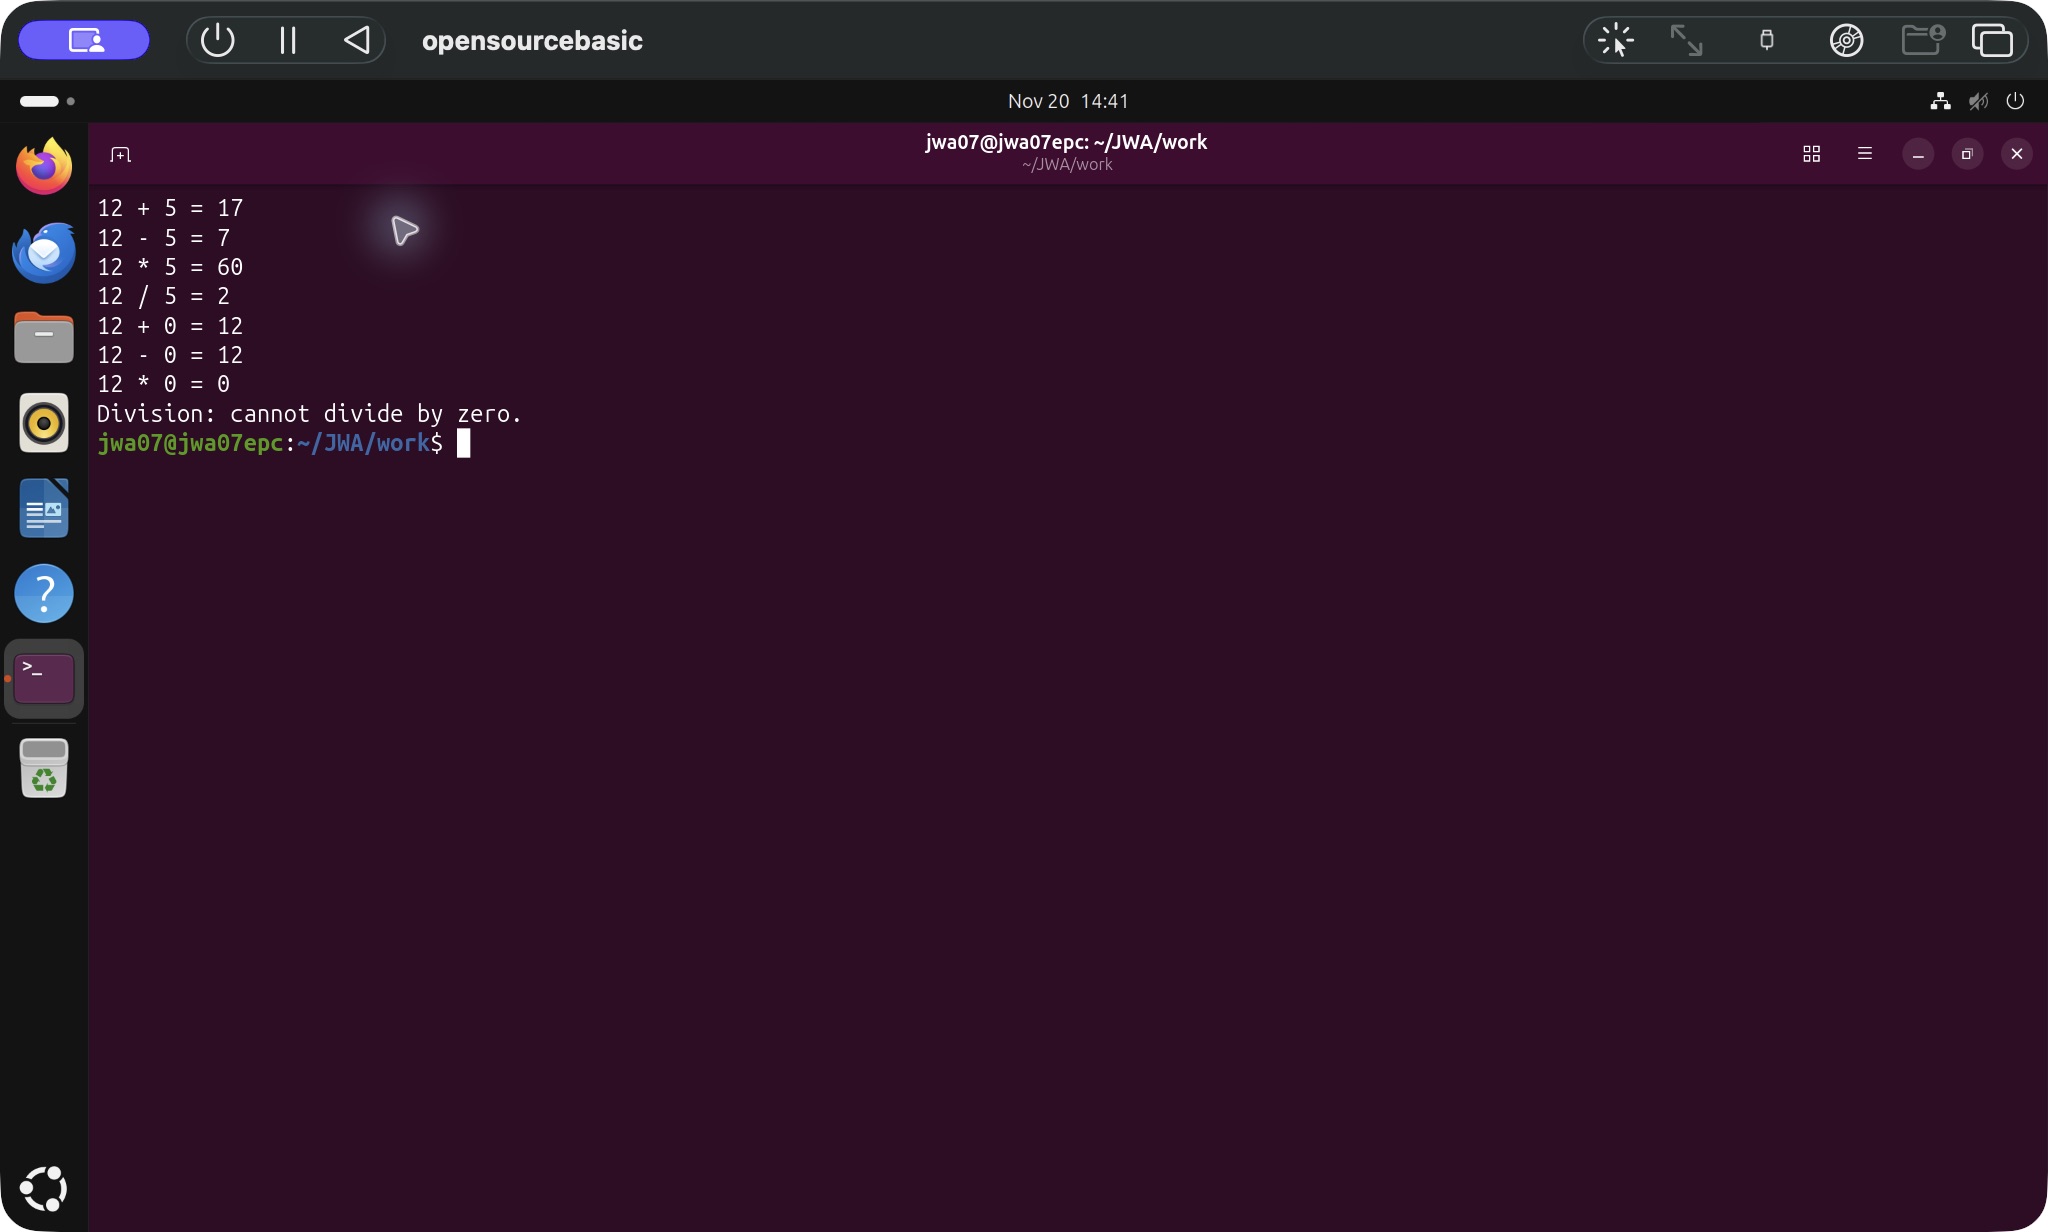 opensourcebasic
Nov 20 14:41
jwa07@jwa07epc: ~/JWA/work
~/JWA/work
12 + 5 = 17
12 - 5 = 7
12 * 5 = 60
12 / 5 = 2
12 + 0 = 12
12 - 0 = 12
12 * 0 = 0
Division: cannot divide by zero.
jwa07@jwa07epc:~/JWA/work$
>_
?